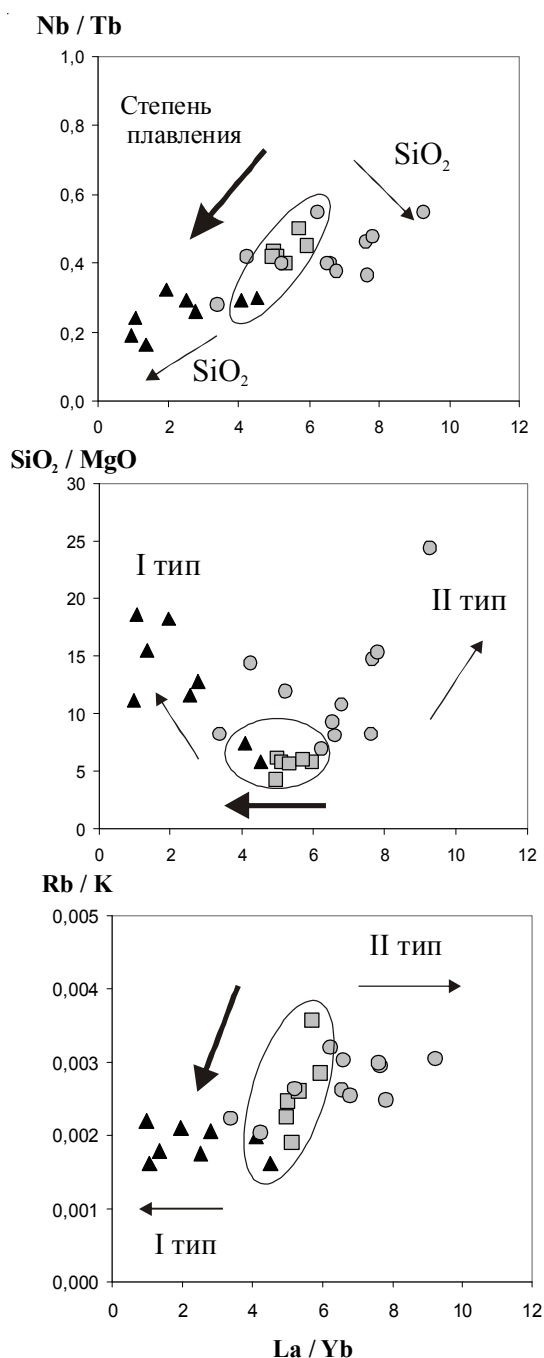 Nb / Tb
1,0
0,8
0,6
0,4
0,2
0,0
Степень
плавления
SiO₂
SiO₂
0 2 4 6 8 10 12
SiO₂ / MgO
30
25
20
15
10
5
0
I тип
II тип
0 2 4 6 8 10 12
Rb / K
0,005
0,004
0,003
0,002
0,001
0,000
II тип
I тип
0 2 4 6 8 10 12
La / Yb